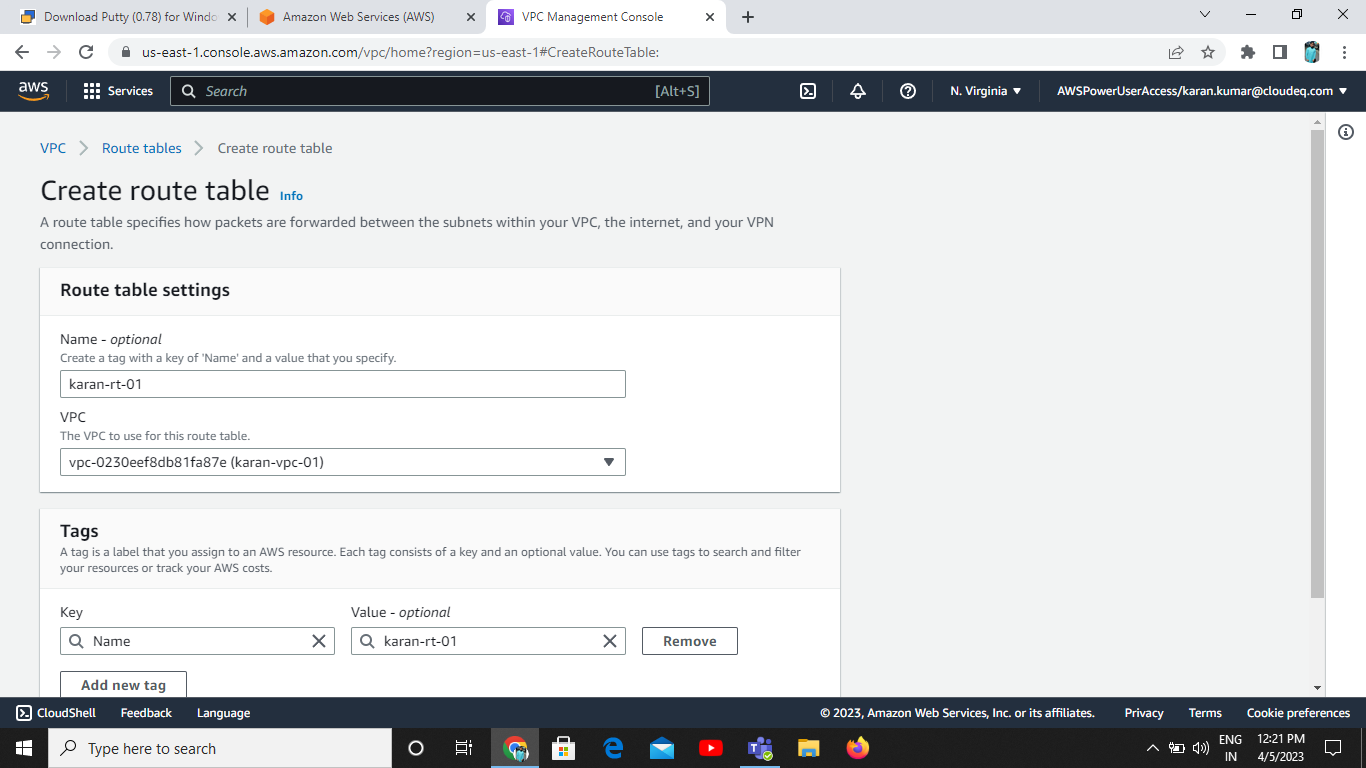 Download Putty (0.78) for Windo
Amazon Web Services (AWS)
VPC Management Console
us-east-1.console.aws.amazon.com/vpc/home?region=us-east-1#CreateRouteTable:
aws
Services
Search
[Alt+S]
N. Virginia
AWSPowerUserAccess/karan.kumar@cloudeq.com
VPC
Route tables
Create route table
Create route table Info
A route table specifies how packets are forwarded between the subnets within your VPC, the internet, and your VPN
connection.
Route table settings
Name - optional
Create a tag with a key of 'Name' and a value that you specify.
karan-rt-01
VPC
The VPC to use for this route table.
vpc-0230eef8db81fa87e (karan-vpc-01)
Tags
A tag is a label that you assign to an AWS resource. Each tag consists of a key and an optional value. You can use tags to search and filter
your resources or track your AWS costs.
Key
Value - optional
Name
karan-rt-01
Remove
Add new tag
CloudShell
Feedback
Language
© 2023, Amazon Web Services, Inc. or its affiliates.
Privacy
Terms
Cookie preferences
Type here to search
ENG
IN
12:21 PM
4/5/2023